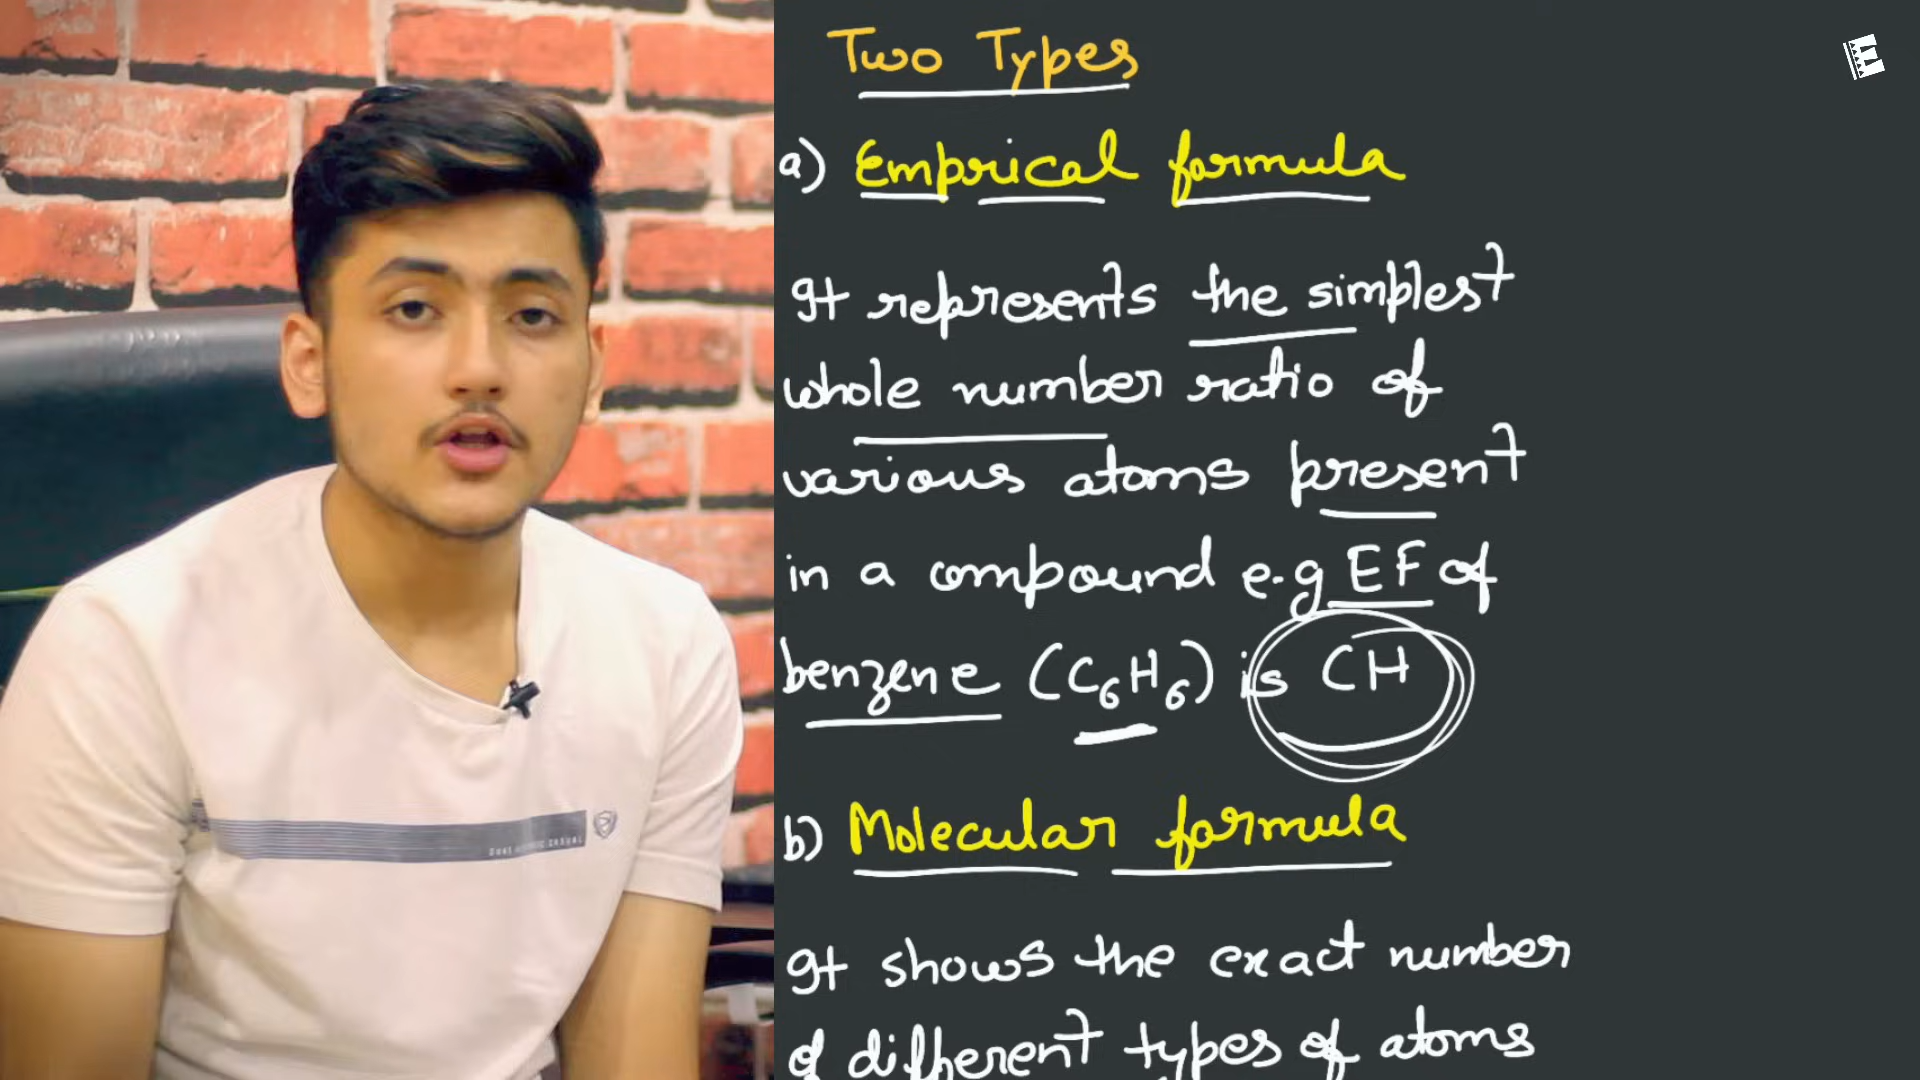 Two Types
a) Emprical formula
It represents the simplest
whole number ratio of
various atoms present
in a compound e.g EF of
benzene (C6H6) is CH
b) Molecular formula
It shows the exact number
of different types of atoms
E